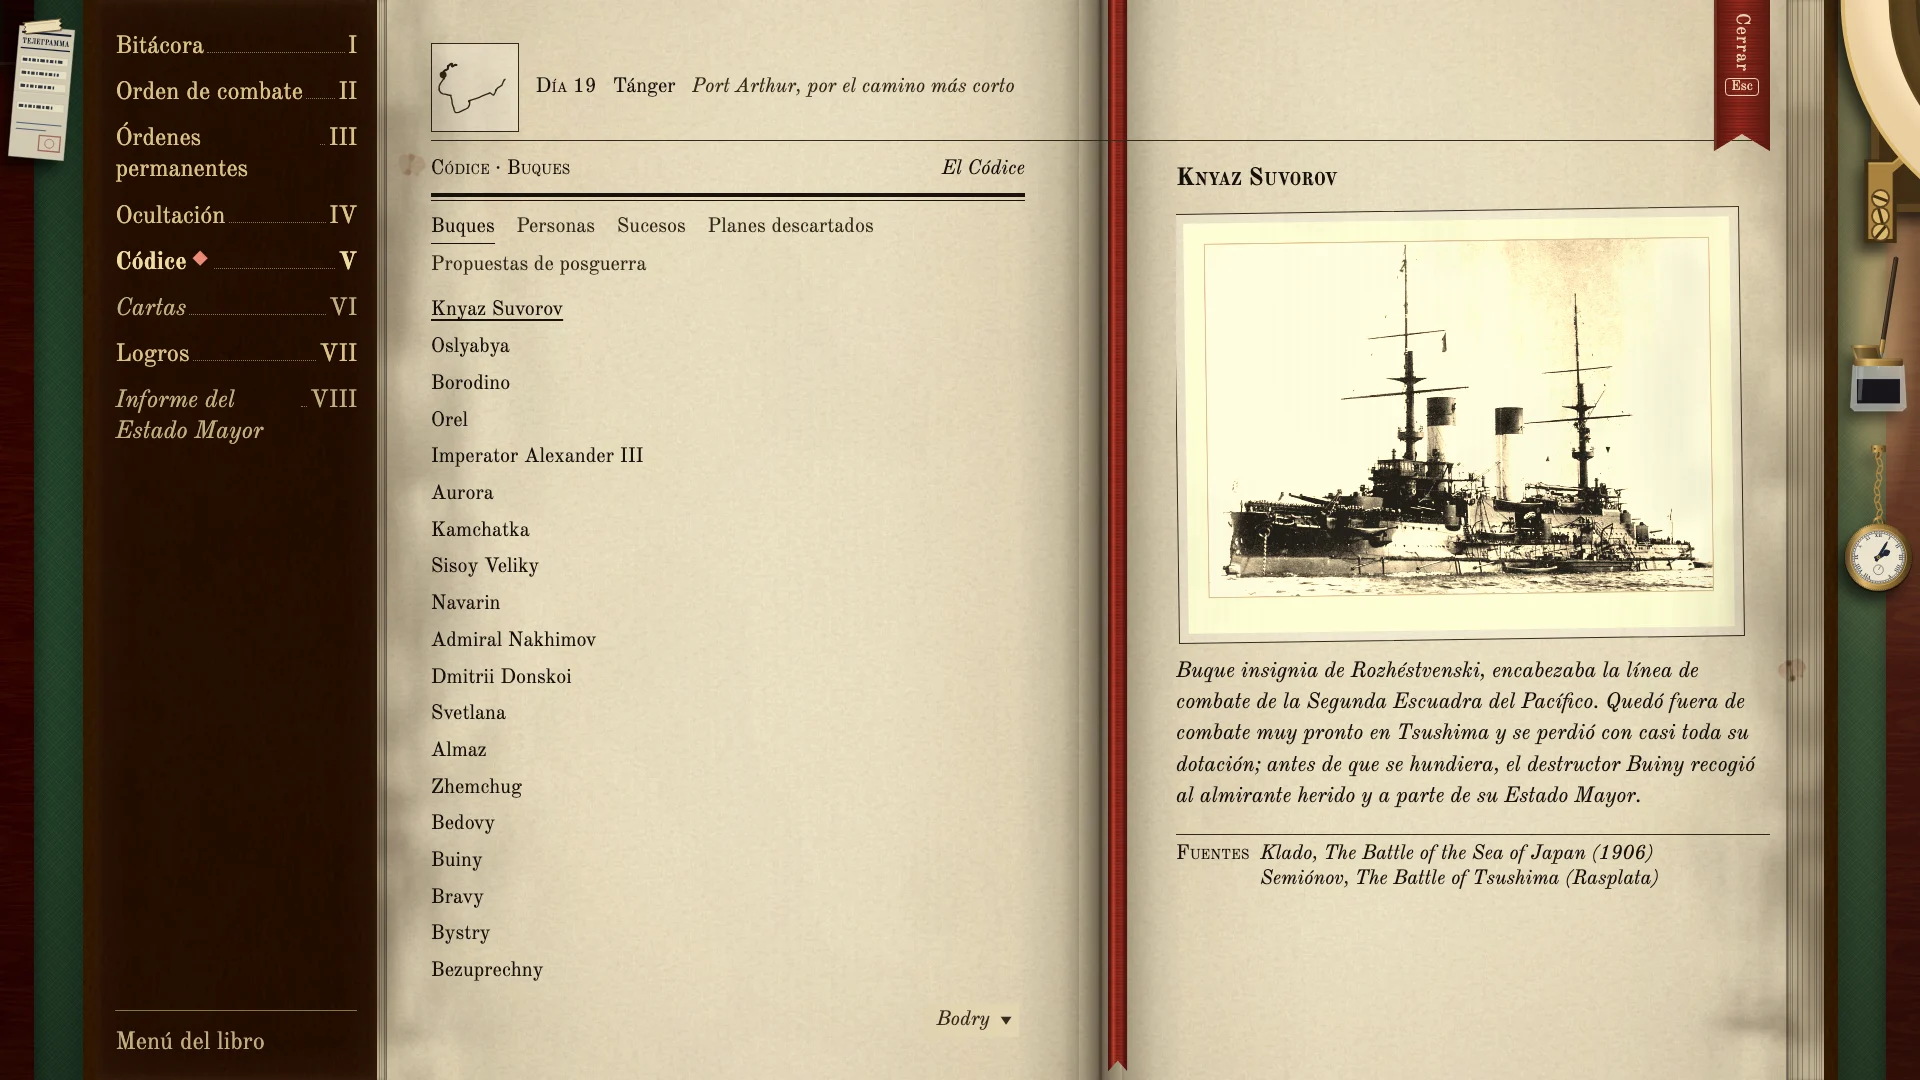 ТЕЛЕГРАММА
Bitácora I
Orden de combate II
Órdenes permanentes III
Ocultación IV
Códice V
Cartas VI
Logros VII
Informe del Estado Mayor VIII
Menú del libro
Día 19 Tánger Port Arthur, por el camino más corto
Códice · Buques El Códice
Buques Personas Sucesos Planes descartados
Propuestas de posguerra
Knyaz Suvorov
Oslyabya
Borodino
Orel
Imperator Alexander III
Aurora
Kamchatka
Sisoy Veliky
Navarin
Admiral Nakhimov
Dmitrii Donskoi
Svetlana
Almaz
Zhemchug
Bedovy
Buiny
Bravy
Bystry
Bezuprechny
Bodry
Knyaz Suvorov
Buque insignia de Rozhéstvenski, encabezaba la línea de
combate de la Segunda Escuadra del Pacífico. Quedó fuera de
combate muy pronto en Tsushima y se perdió con casi toda su
dotación; antes de que se hundiera, el destructor Buiny recogió
al almirante herido y a parte de su Estado Mayor.
Fuentes Klado, The Battle of the Sea of Japan (1906)
Semiónov, The Battle of Tsushima (Rasplata)
Cerrar
Esc